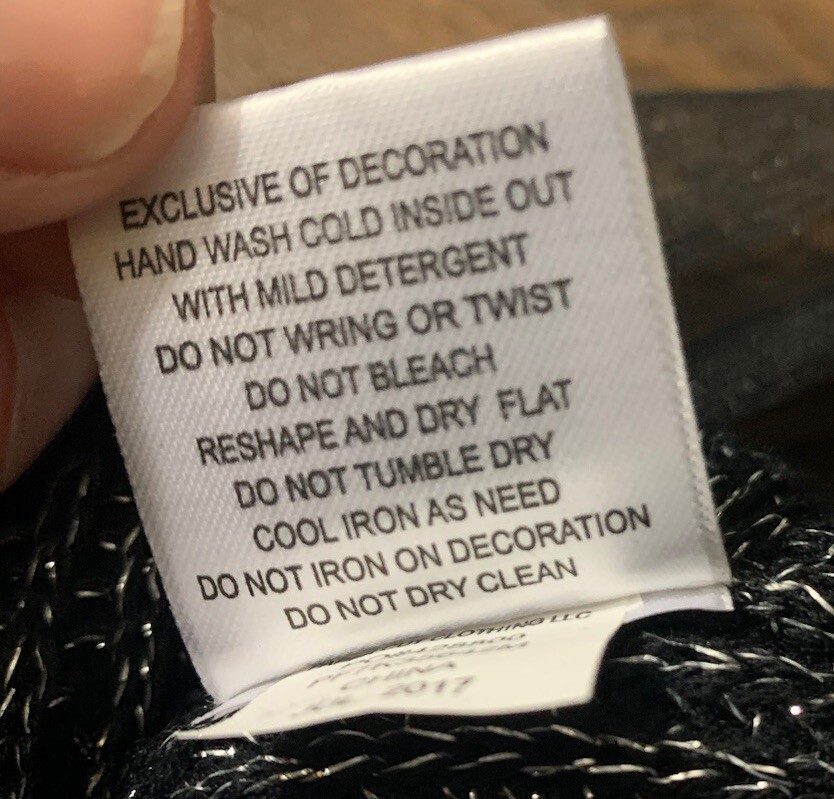 EXCLUSIVE OF DECORATION
HAND WASH COLD INSIDE OUT
WITH MILD DETERGENT
DO NOT WRING OR TWIST
DO NOT BLEACH
RESHAPE AND DRY FLAT
DO NOT TUMBLE DRY
COOL IRON AS NEED
DO NOT IRON ON DECORATION
DO NOT DRY CLEAN
CLOTHING LLC
CHINA
2017